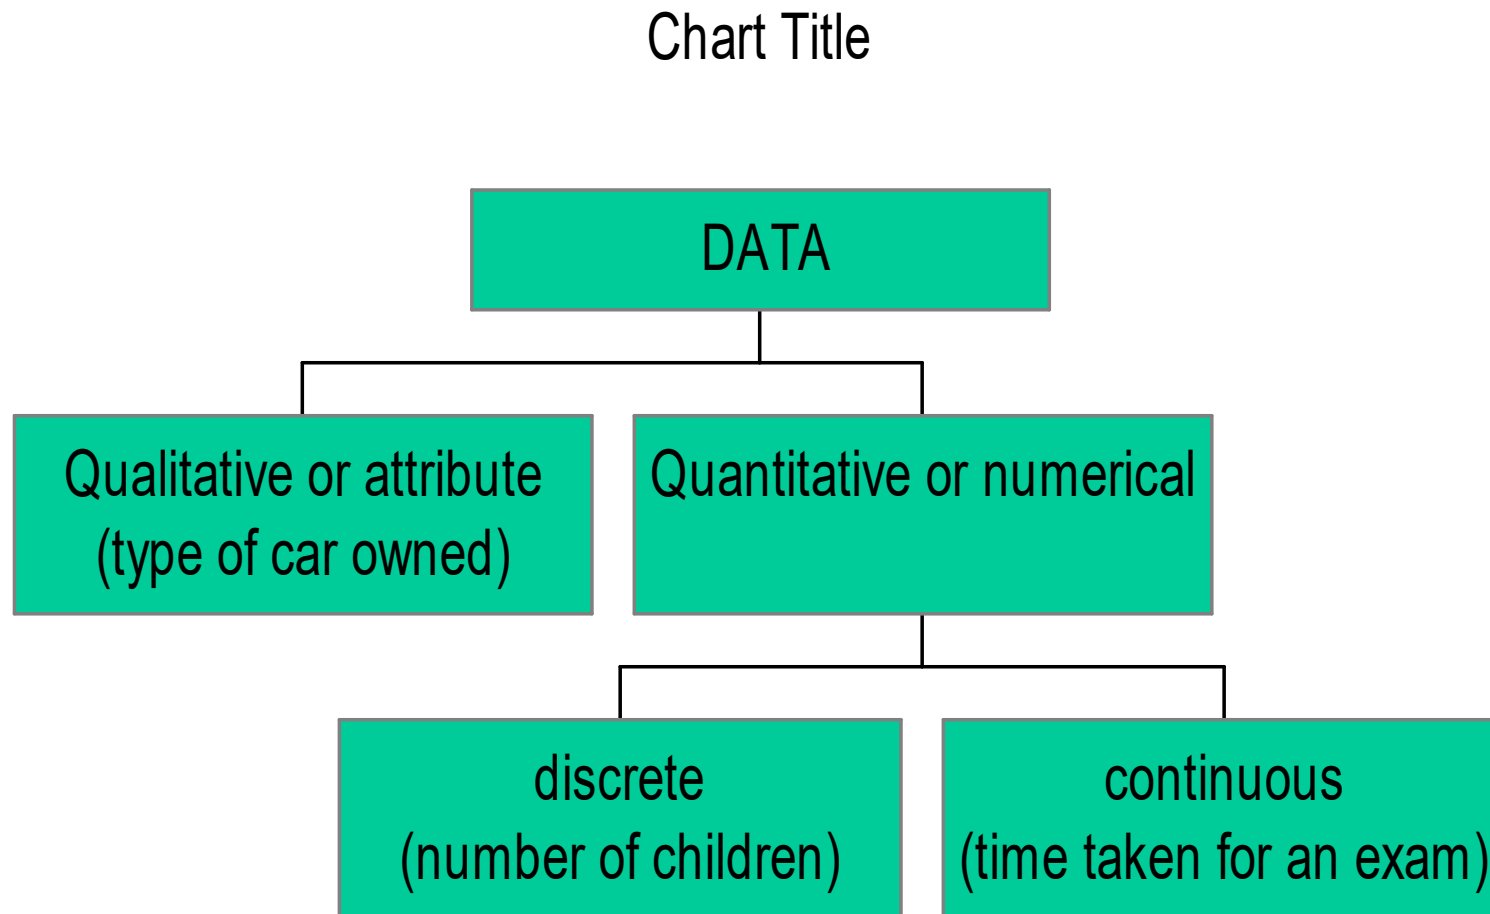 Chart Title
DATA
Qualitative or attribute
(type of car owned)
Quantitative or numerical
discrete
(number of children)
continuous
(time taken for an exam)